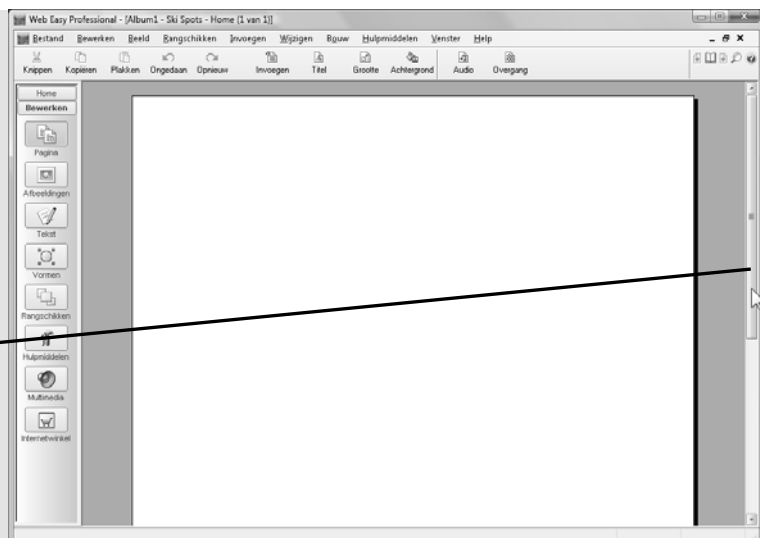 Web Easy Professional - [Album1 - Ski Spots - Home (1 van 1)]
Bestand Bewerken Beeld Rangschikken Invoegen Wijzigen Bouw Hulpmiddelen Venster Help
Knippen Kopiëren Plakken Ongedaan Opnieuw Invoegen Titel Grootte Achtergrond Audio Overgang
Home
Bewerken
Pagina
Afbeeldingen
Tekst
Vormen
Rangschikken
Hulpmiddelen
Multimedia
Internetwinkel